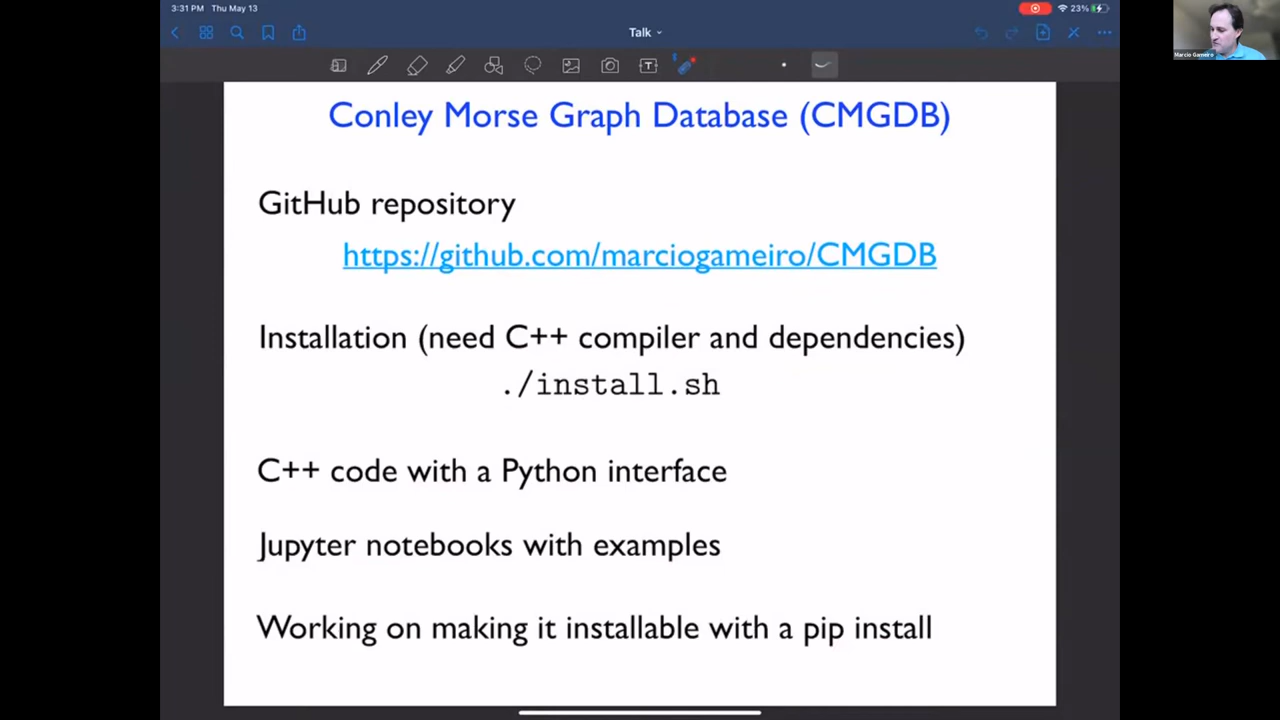 3:31 PM Thu May 13
23%
Talk
T
Marcio Gameiro
Conley Morse Graph Database (CMGDB)
GitHub repository
https://github.com/marciogameiro/CMGDB
Installation (need C++ compiler and dependencies)
./install.sh
C++ code with a Python interface
Jupyter notebooks with examples
Working on making it installable with a pip install